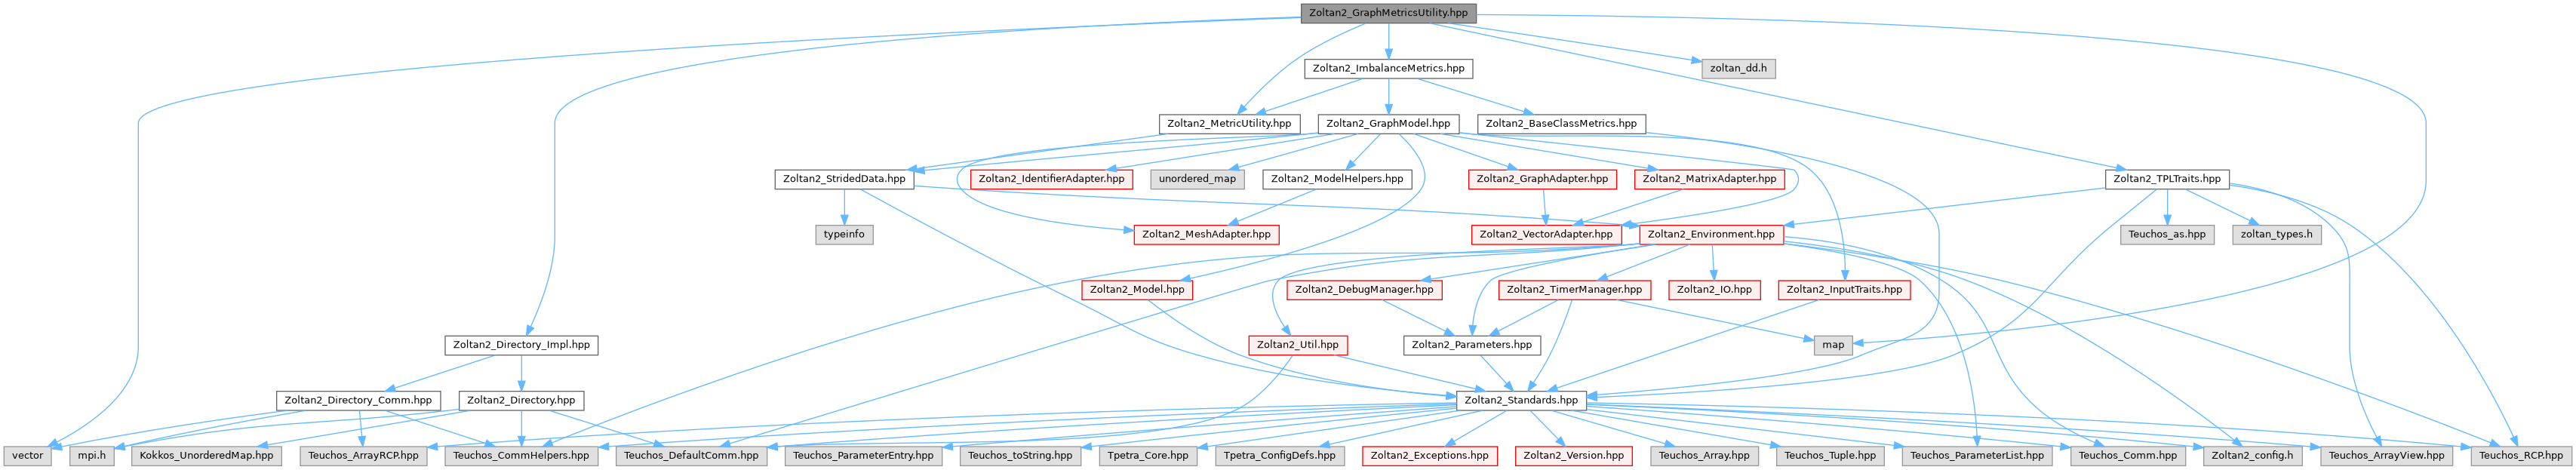 Zoltan2_GraphMetricsUtility.hpp
Zoltan2_ImbalanceMetrics.hpp
zoltan_dd.h
Zoltan2_MetricUtility.hpp
Zoltan2_GraphModel.hpp
Zoltan2_BaseClassMetrics.hpp
Zoltan2_StridedData.hpp
Zoltan2_IdentifierAdapter.hpp
unordered_map
Zoltan2_ModelHelpers.hpp
Zoltan2_GraphAdapter.hpp
Zoltan2_MatrixAdapter.hpp
Zoltan2_TPLTraits.hpp
typeinfo
Zoltan2_MeshAdapter.hpp
Zoltan2_VectorAdapter.hpp
Zoltan2_Environment.hpp
Teuchos_as.hpp
zoltan_types.h
Zoltan2_Model.hpp
Zoltan2_DebugManager.hpp
Zoltan2_TimerManager.hpp
Zoltan2_IO.hpp
Zoltan2_InputTraits.hpp
Zoltan2_Directory_Impl.hpp
Zoltan2_Util.hpp
Zoltan2_Parameters.hpp
map
Zoltan2_Directory_Comm.hpp
Zoltan2_Directory.hpp
Zoltan2_Standards.hpp
vector
mpi.h
Kokkos_UnorderedMap.hpp
Teuchos_ArrayRCP.hpp
Teuchos_CommHelpers.hpp
Teuchos_DefaultComm.hpp
Teuchos_ParameterEntry.hpp
Teuchos_toString.hpp
Tpetra_Core.hpp
Tpetra_ConfigDefs.hpp
Zoltan2_Exceptions.hpp
Zoltan2_Version.hpp
Teuchos_Array.hpp
Teuchos_Tuple.hpp
Teuchos_ParameterList.hpp
Teuchos_Comm.hpp
Zoltan2_config.h
Teuchos_ArrayView.hpp
Teuchos_RCP.hpp